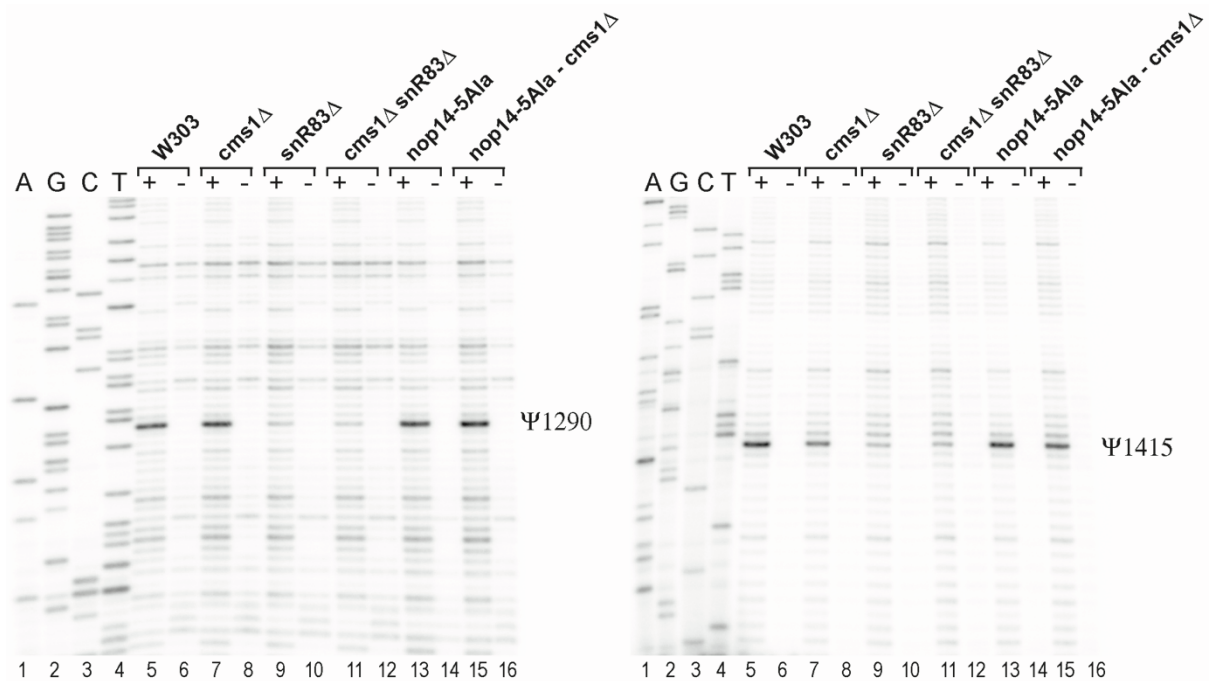 W303 cms1Δ snR83Δ cms1Δ snR83Δ nop14-5Ala nop14-5Ala - cms1Δ
A G C T + - + - + - + - + - + -
Ψ1290
1 2 3 4 5 6 7 8 9 10 11 12 13 14 15 16
W303 cms1Δ snR83Δ cms1Δ snR83Δ nop14-5Ala nop14-5Ala - cms1Δ
A G C T + - + - + - + - + - + -
Ψ1415
1 2 3 4 5 6 7 8 9 10 11 12 13 14 15 16